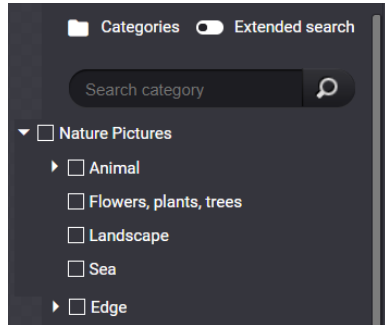 Categories Extended search
Search category
Nature Pictures
Animal
Flowers, plants, trees
Landscape
Sea
Edge